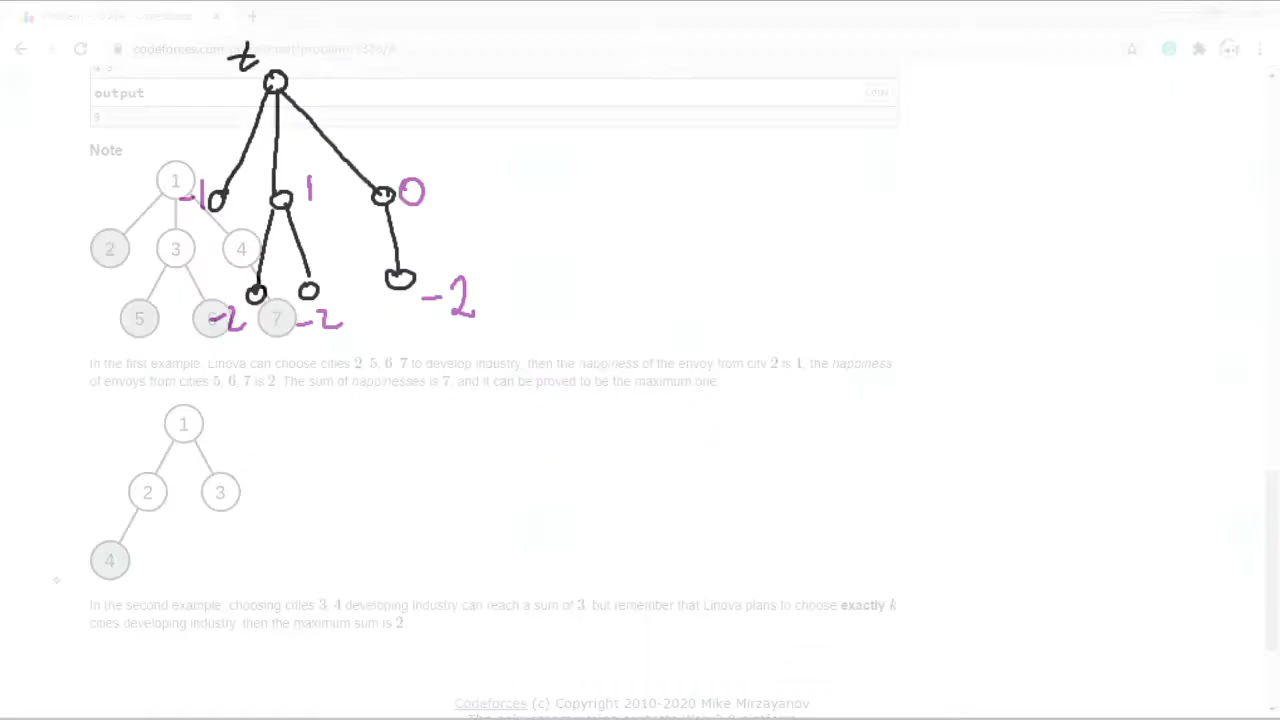 output
Copy
t
Note
1
-1
1
0
2
3
4
-2
5
-2
7
-2
In the first example, Linova can choose cities 2, 5, 6, 7 to develop industry, then the happiness of the envoy from city 2 is 1, the happiness
of envoys from cities 5, 6, 7 is 2. The sum of happinesses is 7, and it can be proved to be the maximum one.
1
2
3
4
In the second example, choosing cities 3, 4 developing industry can reach a sum of 3, but remember that Linova plans to choose exactly k
cities developing industry, then the maximum sum is 2.
Codeforces (c) Copyright 2010-2020 Mike Mirzayanov